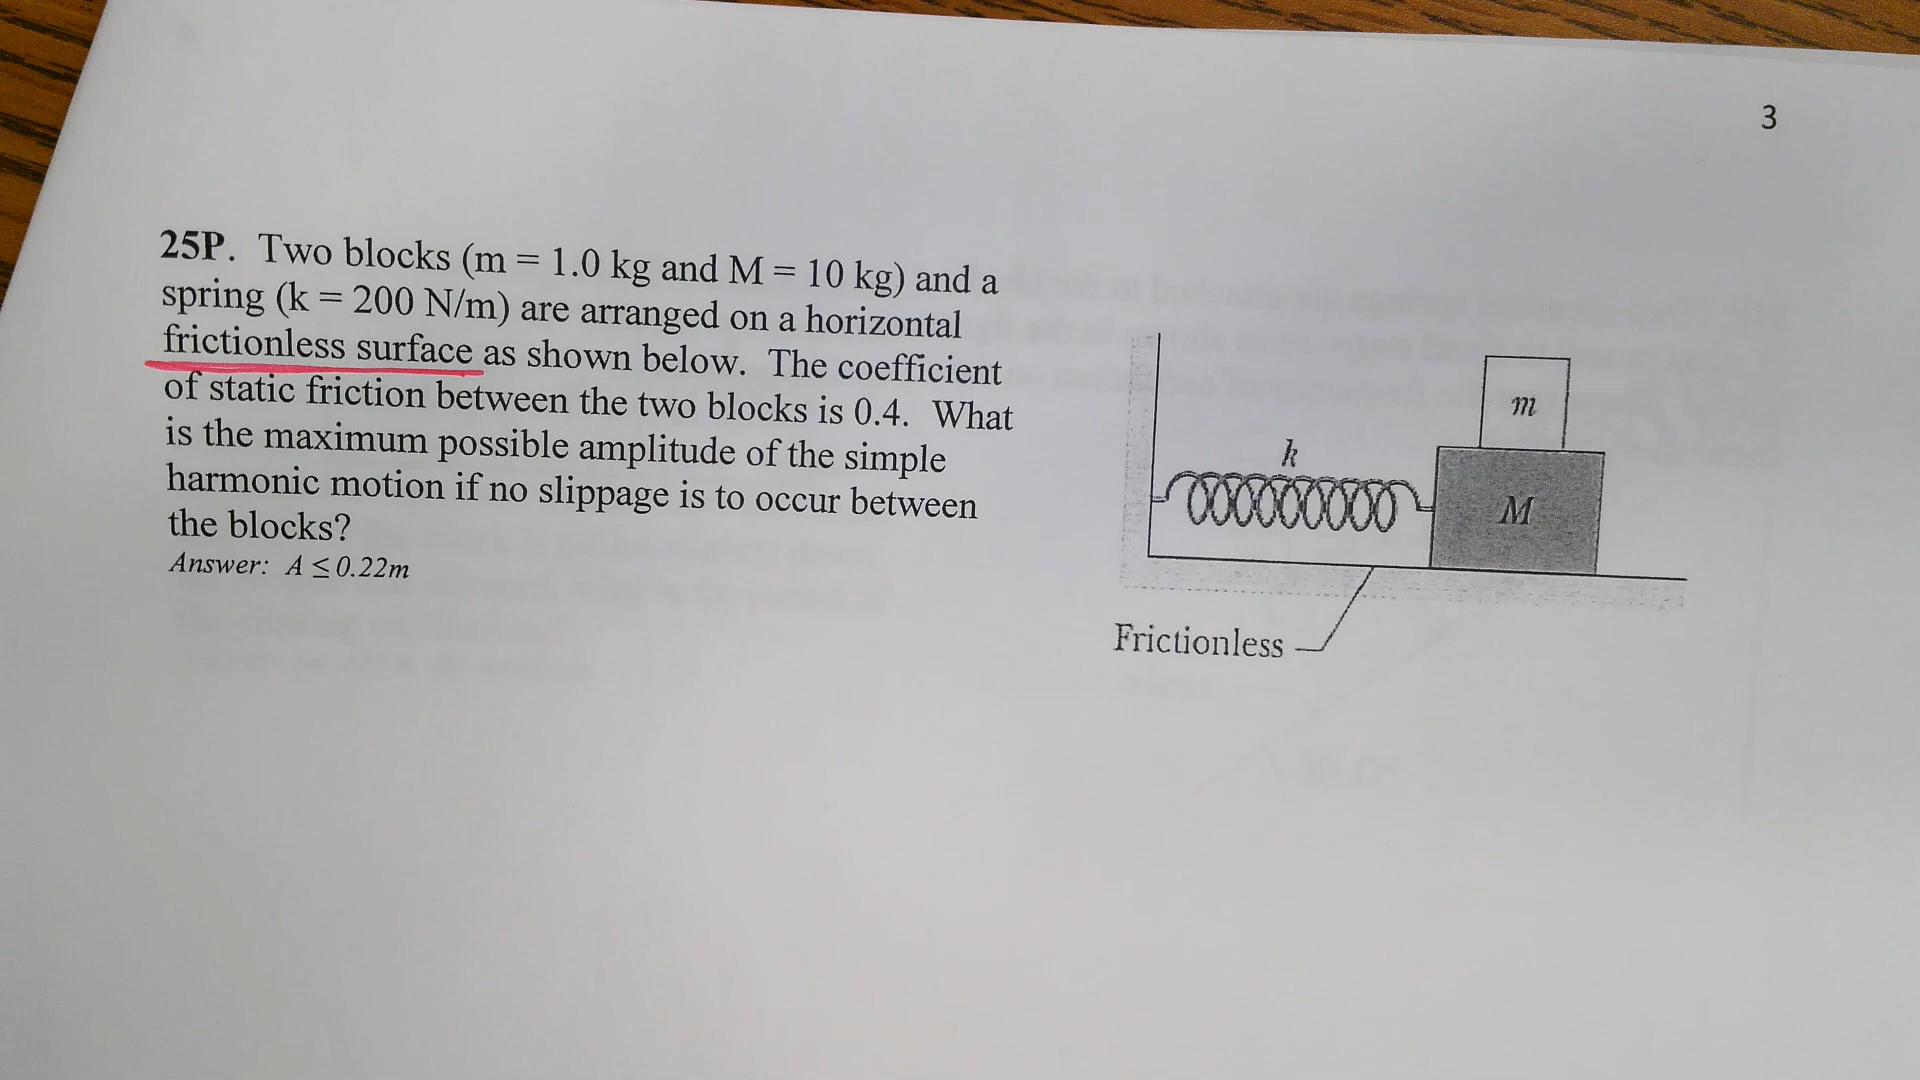 3
25P. Two blocks (m = 1.0 kg and M = 10 kg) and a
spring (k = 200 N/m) are arranged on a horizontal
frictionless surface as shown below. The coefficient
of static friction between the two blocks is 0.4. What
is the maximum possible amplitude of the simple
harmonic motion if no slippage is to occur between
the blocks?
Answer: A ≤ 0.22m
m
k
M
Frictionless